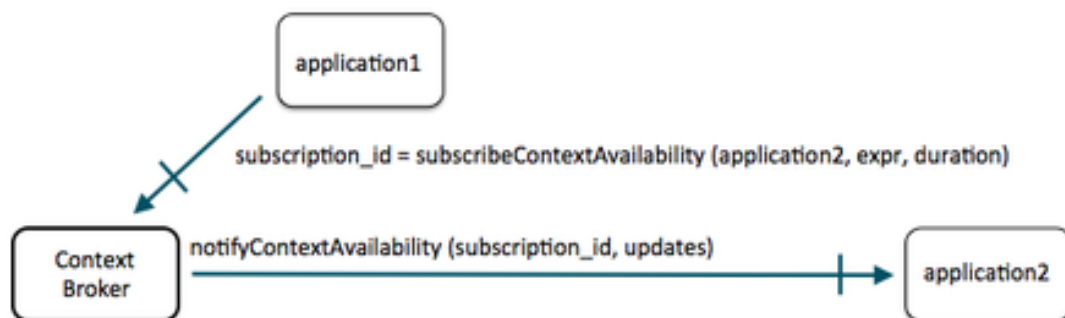 application1
subscription_id = subscribeContextAvailability (application2, expr, duration)
notifyContextAvailability (subscription_id, updates)
Context
Broker
application2